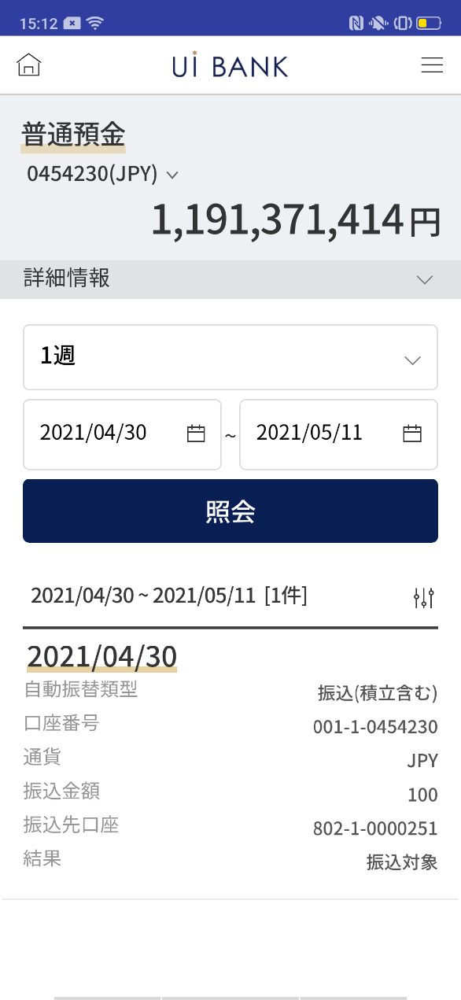 15:12
UI BANK
普通預金
0454230(JPY)
1,191,371,414円
詳細情報
1週
2021/04/30 ~ 2021/05/11
照会
2021/04/30 ~ 2021/05/11 [1件]
2021/04/30
自動振替類型 振込(積立含む)
口座番号 001-1-0454230
通貨 JPY
振込金額 100
振込先口座 802-1-0000251
結果 振込対象